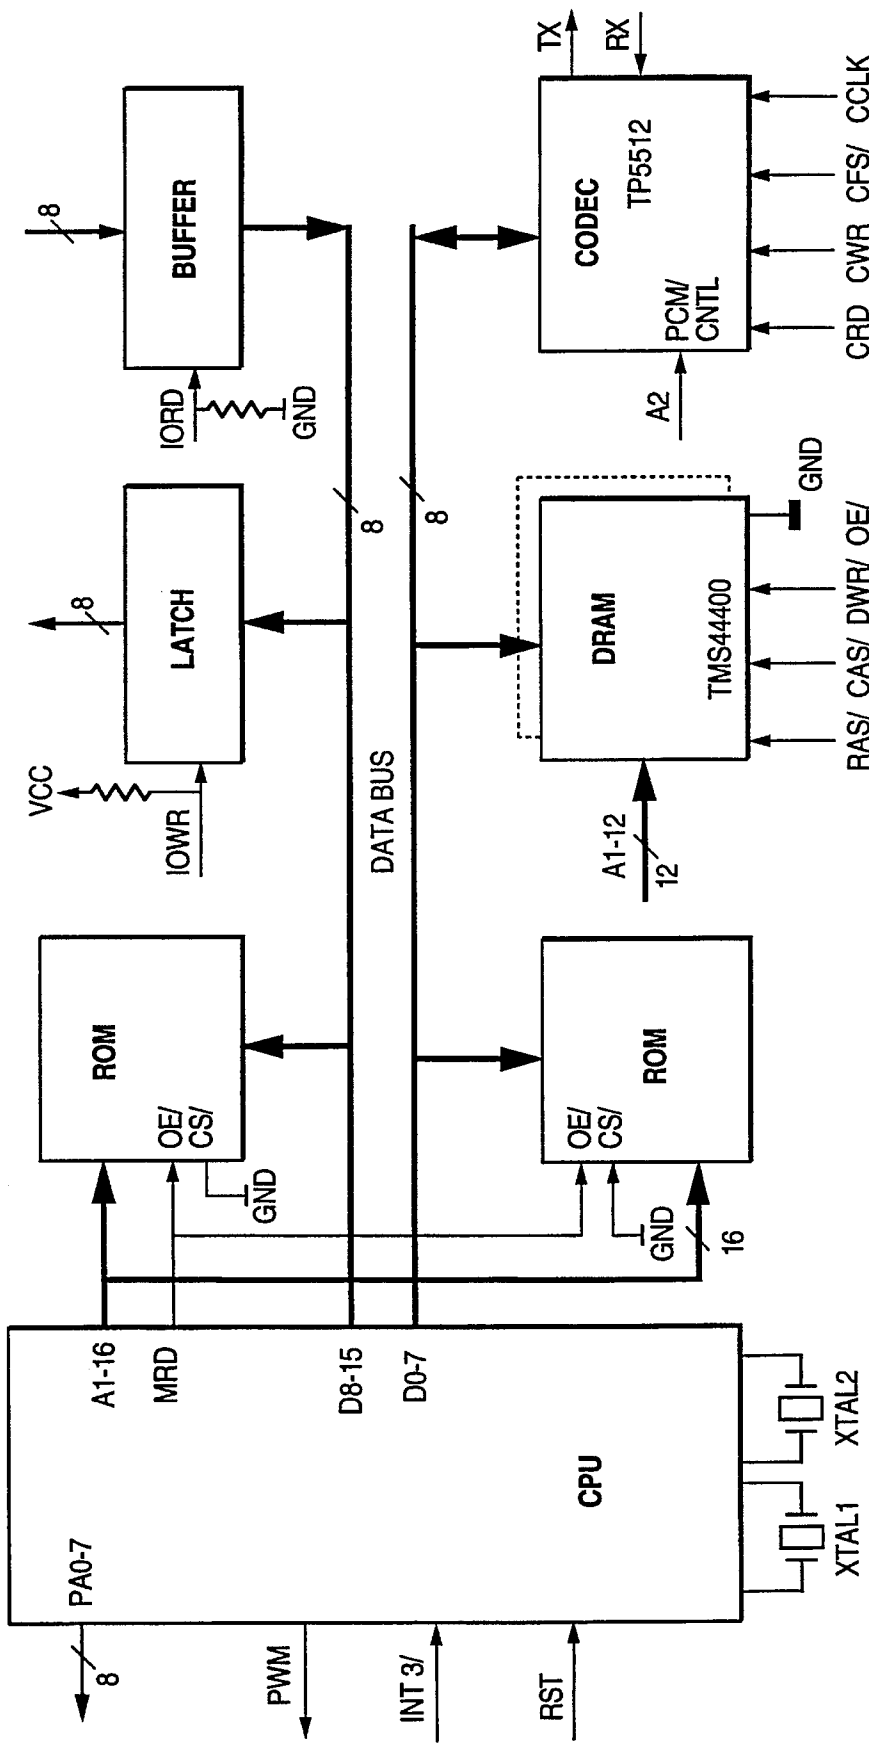 PA0-7
8
PWM
INT 3/
RST
CPU
A1-16
MRD
D8-15
D0-7
XTAL1
XTAL2
ROM
OE/
CS/
GND
ROM
OE/
CS/
GND
16
DATA BUS
8
8
VCC
IOWR
LATCH
8
IORD
GND
BUFFER
8
A1-12
12
DRAM
TMS44400
RAS/ CAS/ DWR/ OE/
GND
A2
PCM/
CNTL
CODEC
TP5512
TX
RX
CRD CWR CFS/ CCLK